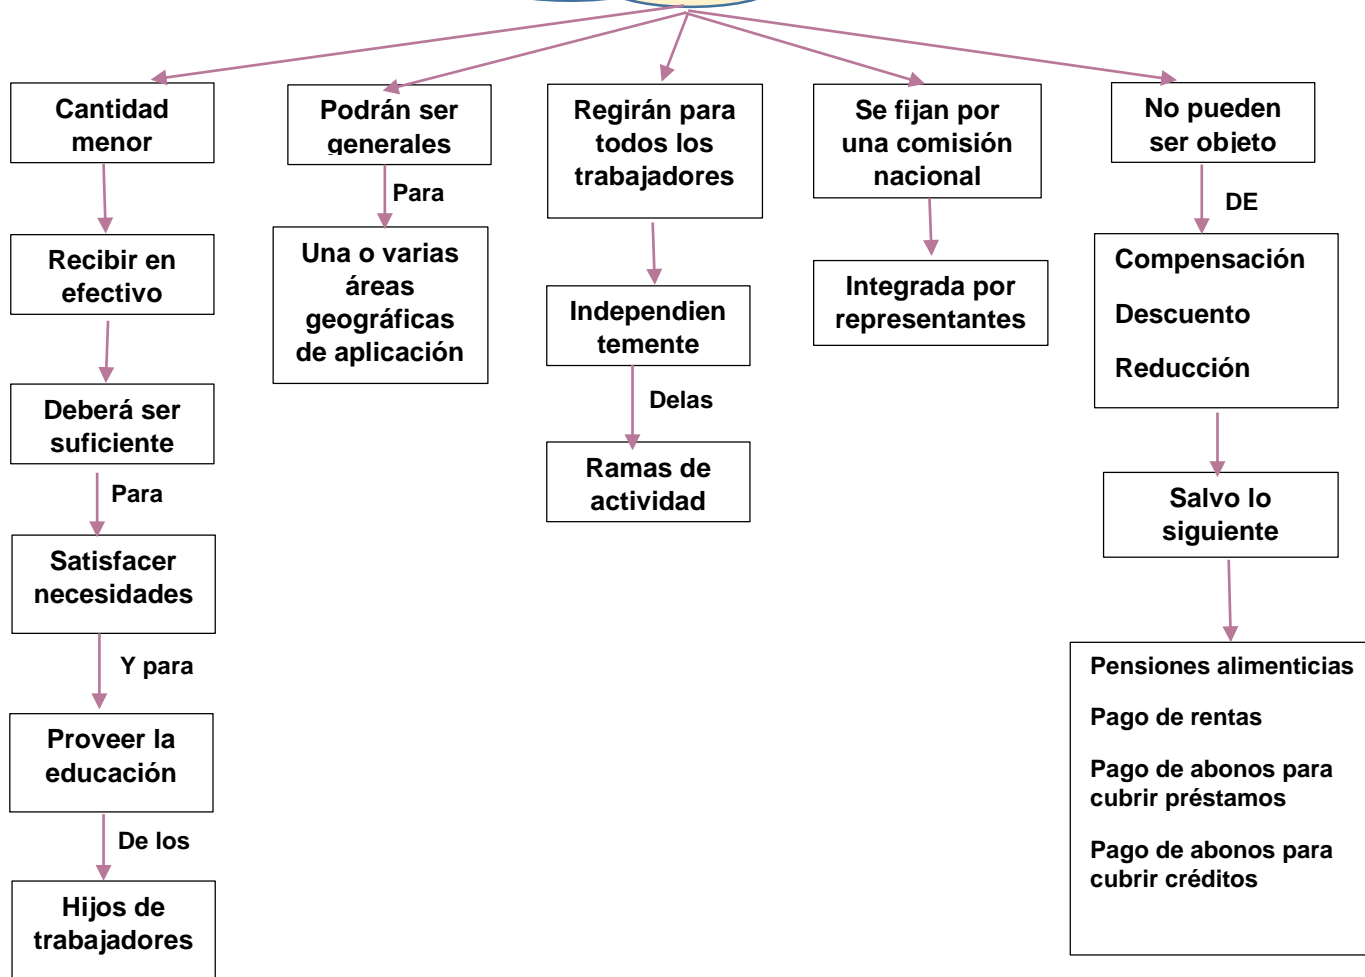 Cantidad
menor
Recibir en
efectivo
Deberá ser
suficiente
Para
Satisfacer
necesidades
Y para
Proveer la
educación
De los
Hijos de
trabajadores
Podrán ser
generales
Para
Una o varias
áreas
geográficas
de aplicación
Regirán para
todos los
trabajadores
Independien
temente
Delas
Ramas de
actividad
Se fijan por
una comisión
nacional
Integrada por
representantes
No pueden
ser objeto
DE
Compensación
Descuento
Reducción
Salvo lo
siguiente
Pensiones alimenticias
Pago de rentas
Pago de abonos para
cubrir préstamos
Pago de abonos para
cubrir créditos